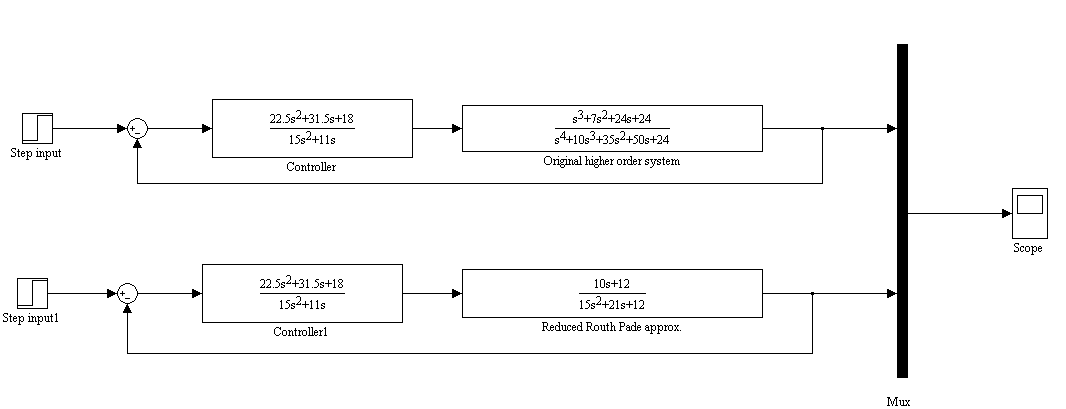 22.5s²+31.5s+18
15s²+11s
s³+7s²+24s+24
s⁴+10s³+35s²+50s+24
+
−
Step input
Controller
Original higher order system
22.5s²+31.5s+18
15s²+11s
10s+12
15s²+21s+12
+
−
Scope
Step input1
Controller1
Reduced Routh Pade approx.
Mux